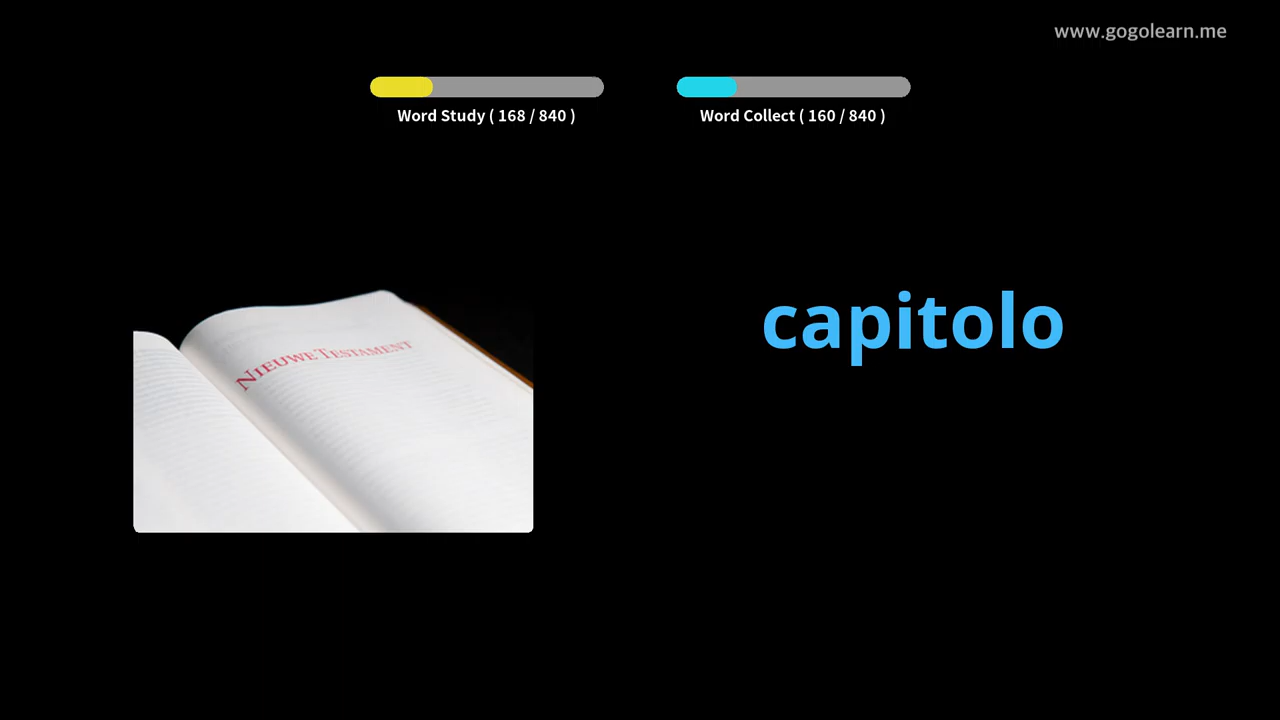 www.gogolearn.me
Word Study ( 168 / 840 )
Word Collect ( 160 / 840 )
NIEUWE TESTAMENT
capitolo